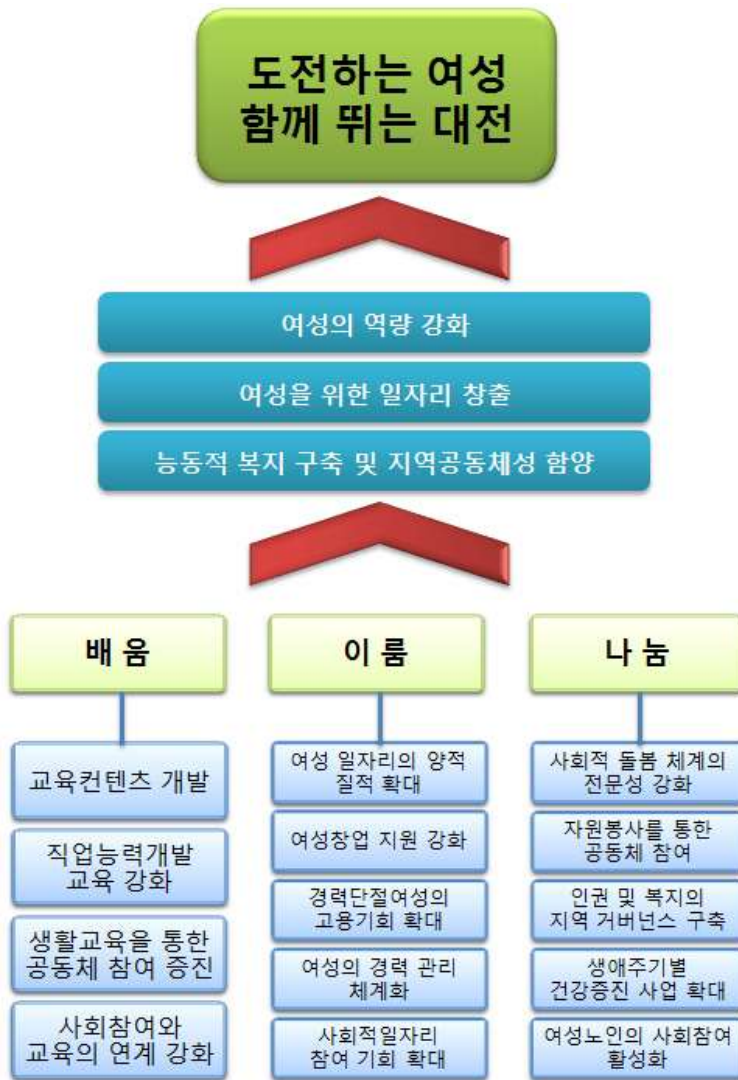 도전하는 여성
함께 뛰는 대전
여성의 역량 강화
여성을 위한 일자리 창출
능동적 복지 구축 및 지역공동체성 함양
배 움
교육컨텐츠 개발
직업능력개발
교육 강화
생활교육을 통한
공동체 참여 증진
사회참여와
교육의 연계 강화
이 룸
여성 일자리의 양적
질적 확대
여성창업 지원 강화
경력단절여성의
고용기회 확대
여성의 경력 관리
체계화
사회적일자리
참여 기회 확대
나 눔
사회적 돌봄 체계의
전문성 강화
자원봉사를 통한
공동체 참여
인권 및 복지의
지역 거버넌스 구축
생애주기별
건강증진 사업 확대
여성노인의 사회참여
활성화